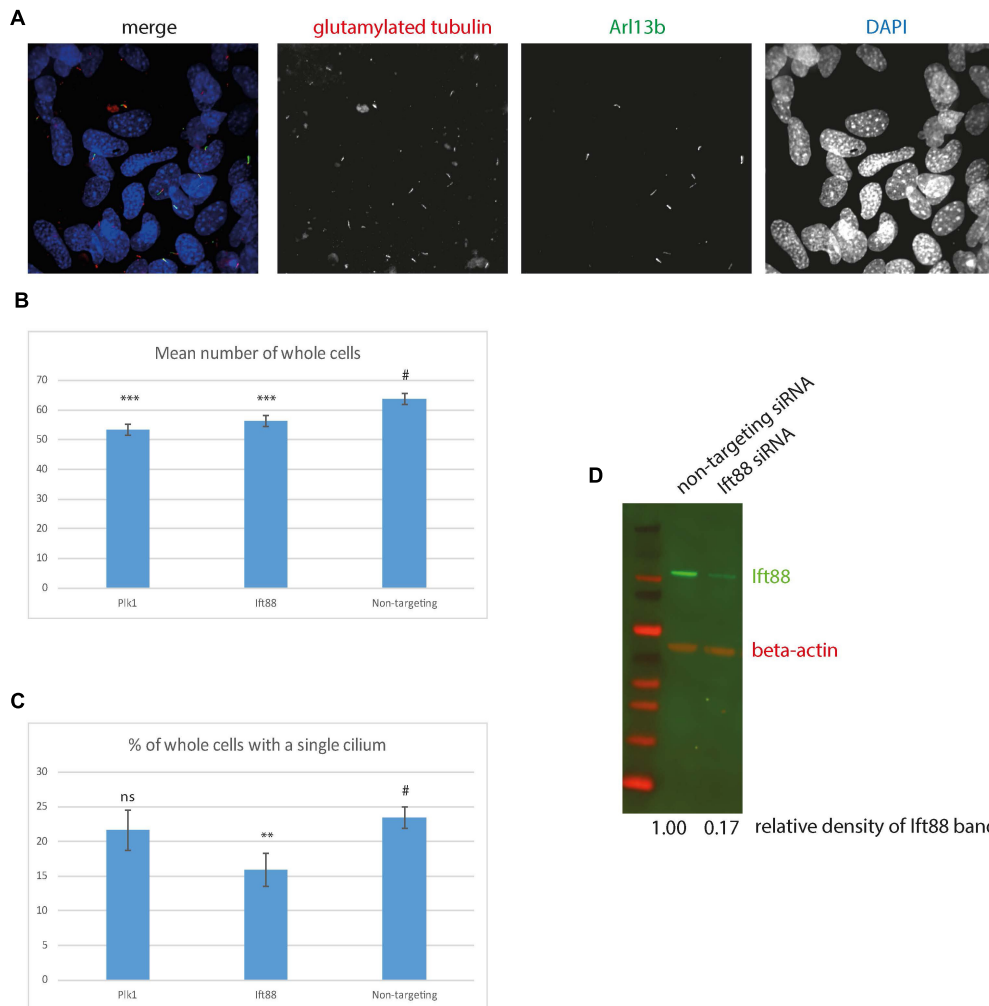 A
merge
glutamylated tubulin
Arl13b
DAPI
B
Mean number of whole cells
70
60
50
40
30
20
10
0
***
***
#
Plk1
Ift88
Non-targeting
C
% of whole cells with a single cilium
30
25
20
15
10
5
0
ns
**
#
Plk1
Ift88
Non-targeting
D
non-targeting siRNA
Ift88 siRNA
Ift88
beta-actin
1.00 0.17 relative density of Ift88 band